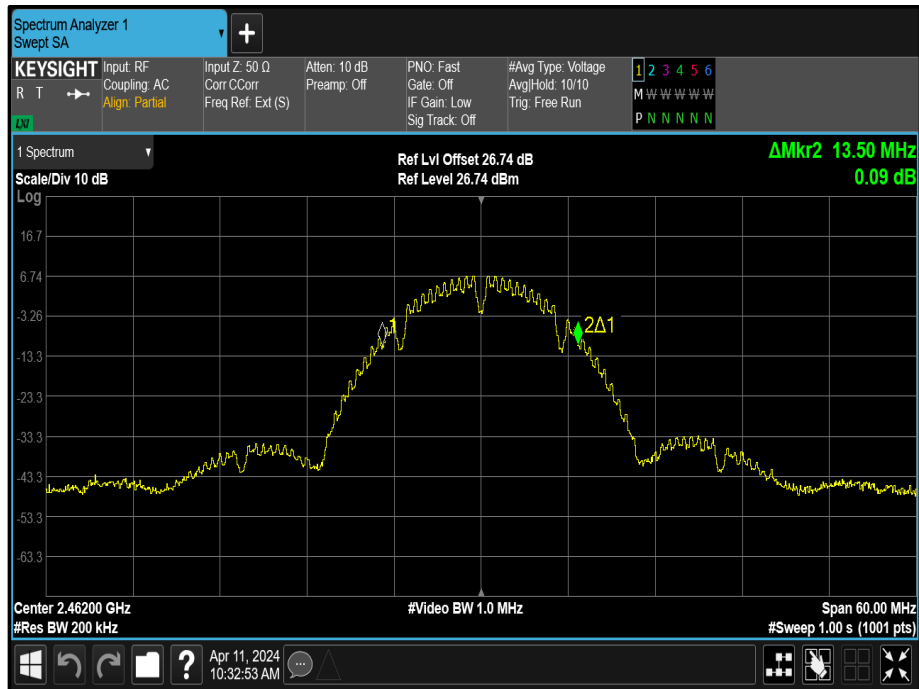 Spectrum Analyzer 1
Swept SA
▼
+
KEYSIGHT
R T
LXI
Input: RF
Coupling: AC
Align: Partial
Input Z: 50 Ω
Corr CCorr
Freq Ref: Ext (S)
Atten: 10 dB
Preamp: Off
PNO: Fast
Gate: Off
IF Gain: Low
Sig Track: Off
#Avg Type: Voltage
Avg|Hold: 10/10
Trig: Free Run
1 2 3 4 5 6
M W W W W W
P N N N N N
1 Spectrum ▼
Scale/Div 10 dB
Log
Ref Lvl Offset 26.74 dB
Ref Level 26.74 dBm
ΔMkr2 13.50 MHz
0.09 dB
16.7
6.74
-3.26
-13.3
-23.3
-33.3
-43.3
-53.3
-63.3
1
2Δ1
Center 2.46200 GHz
#Res BW 200 kHz
#Video BW 1.0 MHz
Span 60.00 MHz
#Sweep 1.00 s (1001 pts)
?
Apr 11, 2024
10:32:53 AM